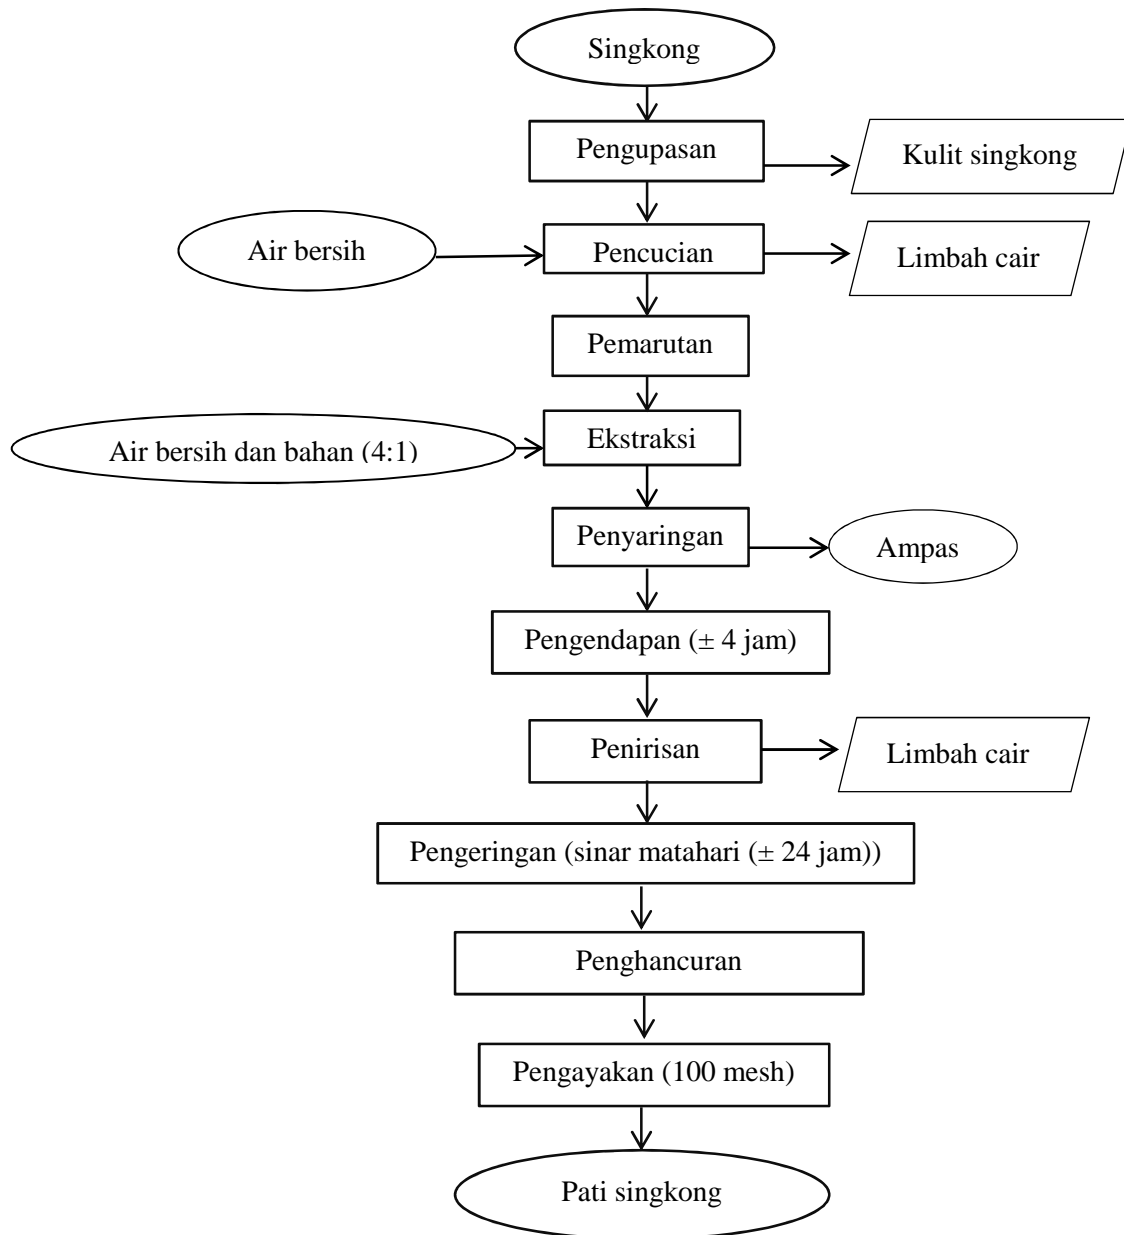 Singkong
Pengupasan
Kulit singkong
Air bersih
Pencucian
Limbah cair
Pemarutan
Air bersih dan bahan (4:1)
Ekstraksi
Penyaringan
Ampas
Pengendapan (± 4 jam)
Penirisan
Limbah cair
Pengeringan (sinar matahari (± 24 jam))
Penghancuran
Pengayakan (100 mesh)
Pati singkong